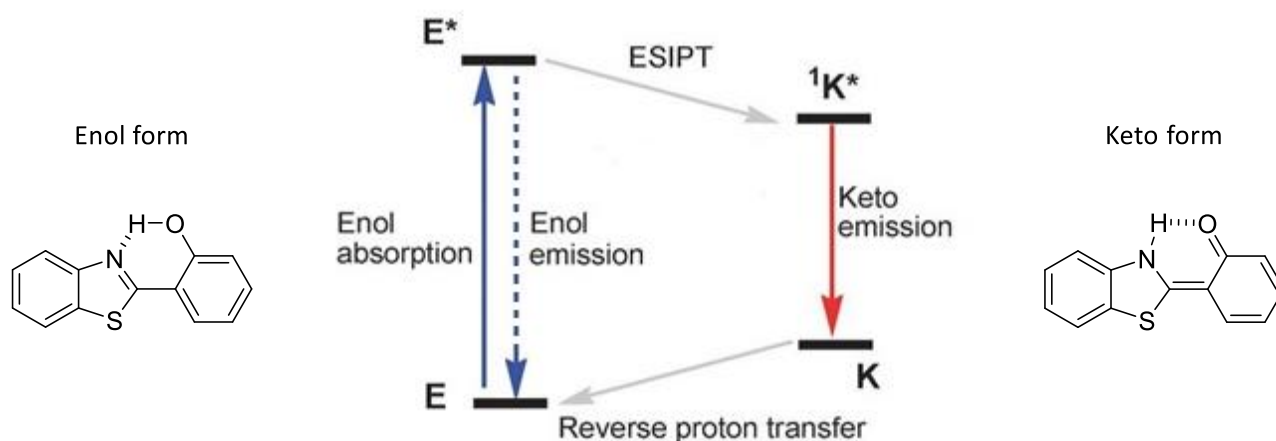 E*
ESIPT
¹K*
Enol form
Keto form
H–O
N
S
Enol
absorption
Enol
emission
Keto
emission
H O
N
S
E
K
Reverse proton transfer